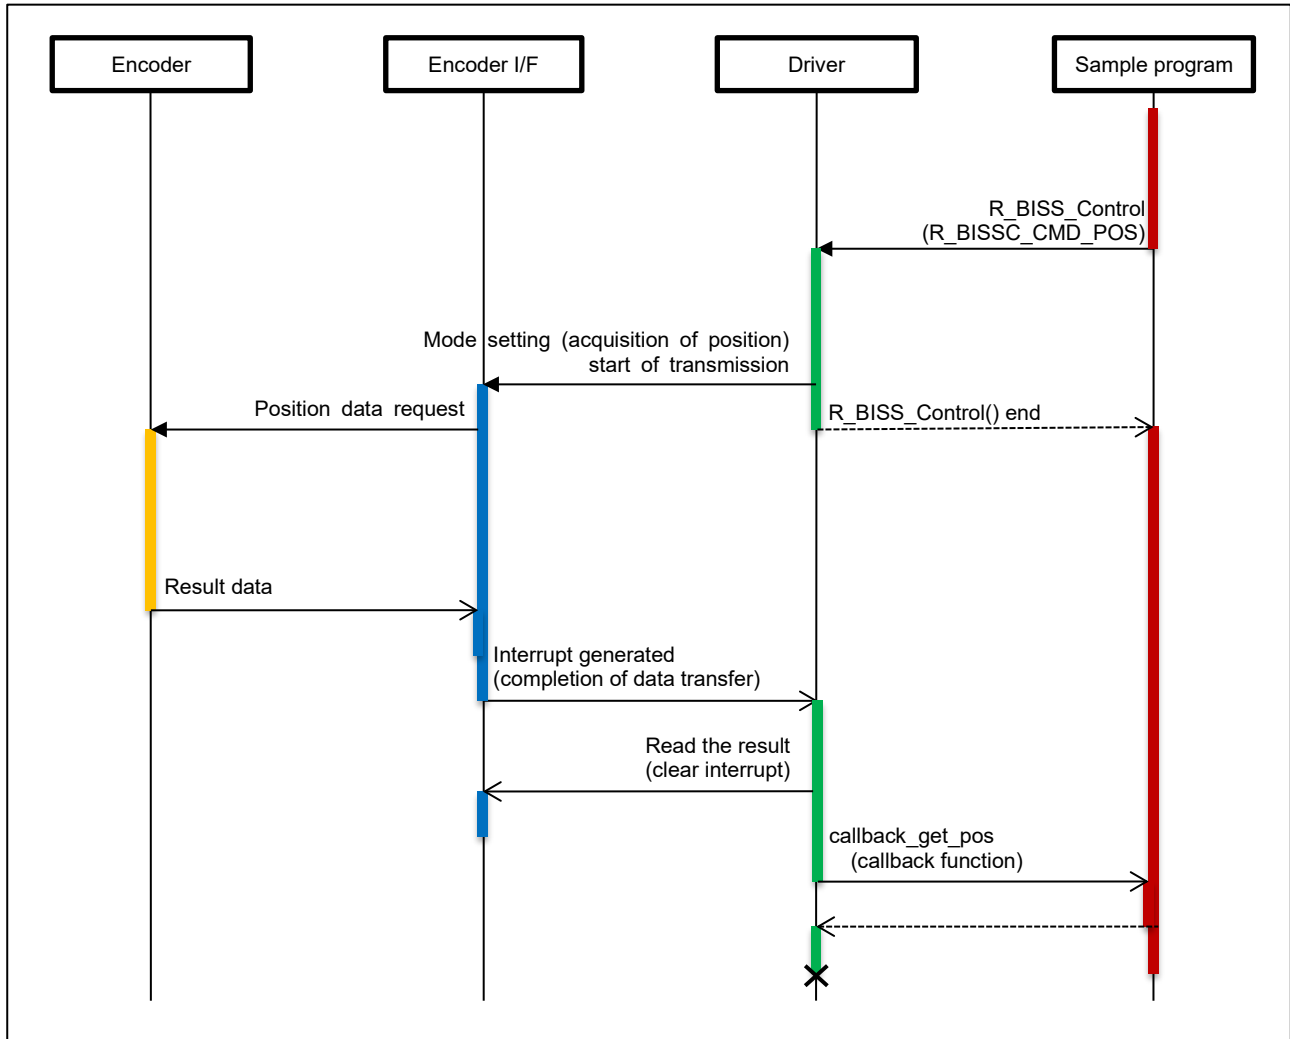 Encoder
Encoder I/F
Driver
Sample program
R_BISS_Control
(R_BISSC_CMD_POS)
Mode setting (acquisition of position)
start of transmission
Position data request
R_BISS_Control() end
Result data
Interrupt generated
(completion of data transfer)
Read the result
(clear interrupt)
callback_get_pos
(callback function)